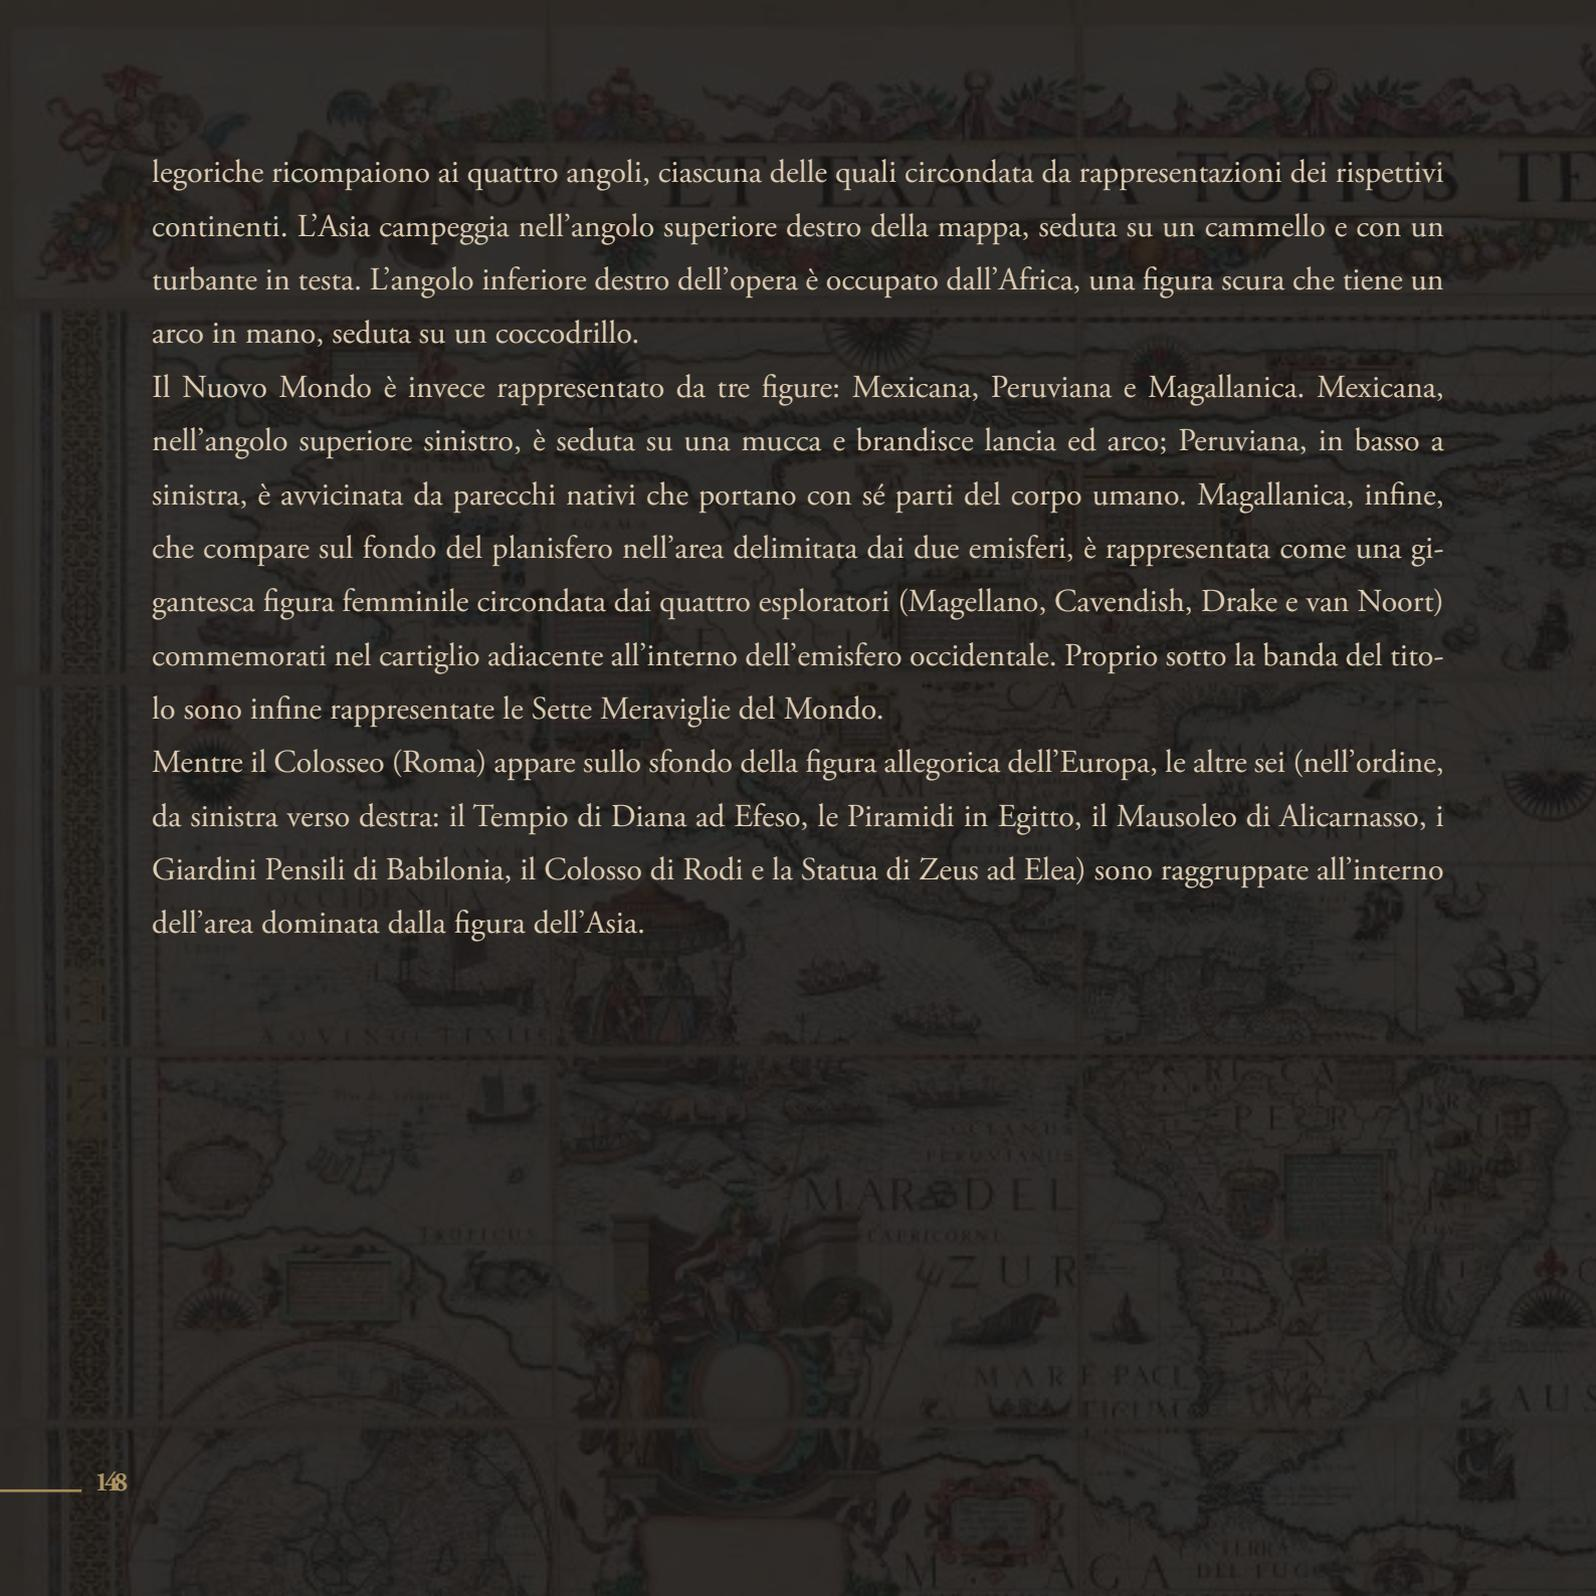 NOVA ET EXACTA TOTIUS TE
legoriche ricompaiono ai quattro angoli, ciascuna delle quali circondata da rappresentazioni dei rispettivi
continenti. L’Asia campeggia nell’angolo superiore destro della mappa, seduta su un cammello e con un
turbante in testa. L’angolo inferiore destro dell’opera è occupato dall’Africa, una figura scura che tiene un
arco in mano, seduta su un coccodrillo.
Il Nuovo Mondo è invece rappresentato da tre figure: Mexicana, Peruviana e Magallanica. Mexicana,
nell’angolo superiore sinistro, è seduta su una mucca e brandisce lancia ed arco; Peruviana, in basso a
sinistra, è avvicinata da parecchi nativi che portano con sé parti del corpo umano. Magallanica, infine,
che compare sul fondo del planisfero nell’area delimitata dai due emisferi, è rappresentata come una gi-
gantesca figura femminile circondata dai quattro esploratori (Magellano, Cavendish, Drake e van Noort)
commemorati nel cartiglio adiacente all’interno dell’emisfero occidentale. Proprio sotto la banda del tito-
lo sono infine rappresentate le Sette Meraviglie del Mondo.
Mentre il Colosseo (Roma) appare sullo sfondo della figura allegorica dell’Europa, le altre sei (nell’ordine,
da sinistra verso destra: il Tempio di Diana ad Efeso, le Piramidi in Egitto, il Mausoleo di Alicarnasso, i
Giardini Pensili di Babilonia, il Colosso di Rodi e la Statua di Zeus ad Elea) sono raggruppate all’interno
dell’area dominata dalla figura dell’Asia.
MAR DEL
ZUR
MARE PACI
148